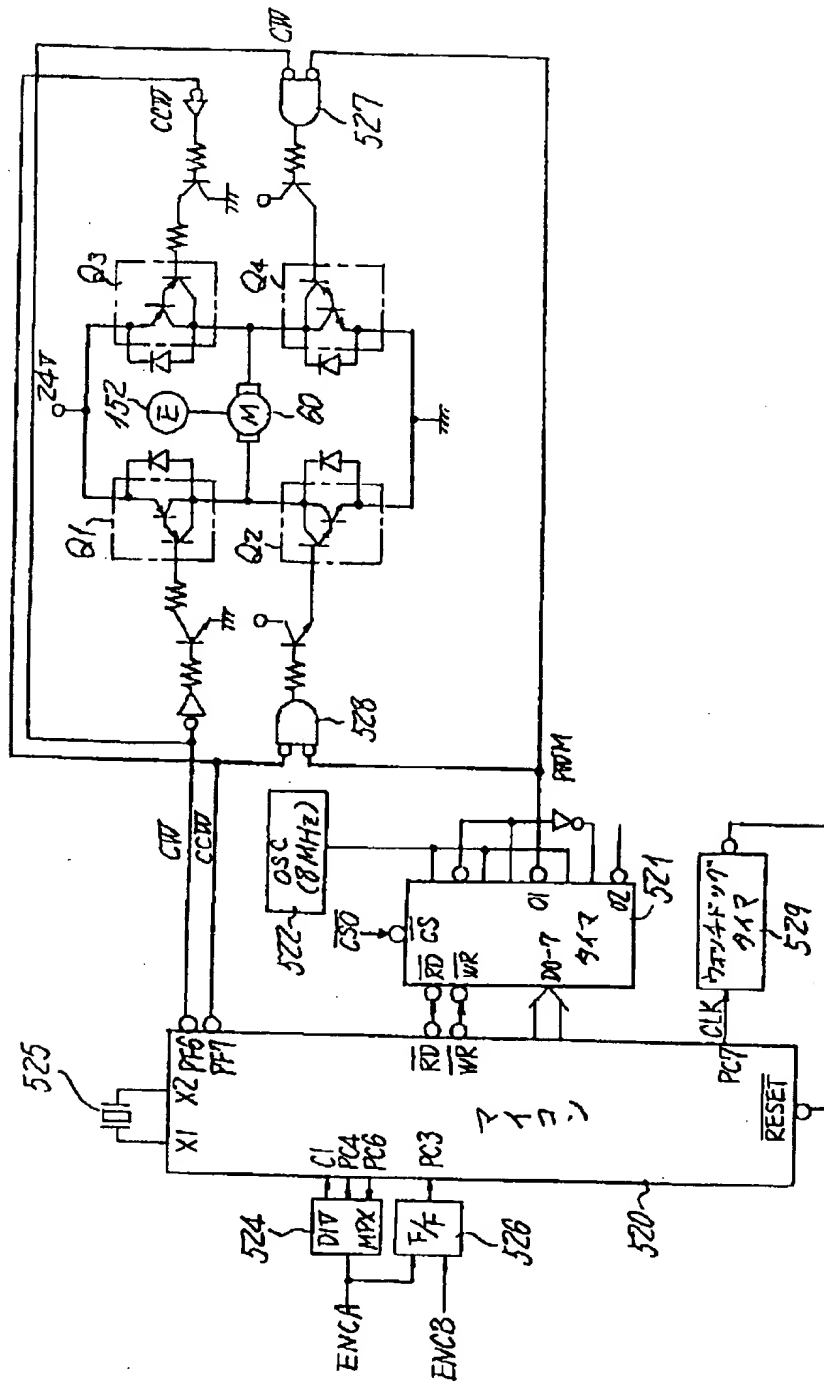 525
X1 X2
PF6
PF7
CW
CCW
524
DIV
MPX
C1
PC4
PC6
ENCA
ENCB
F/F
526
PC3
マイコン
520
RESET
RD
WR
PC7
CLK
ウォッチドッグ
タイマ
529
522
OSC
(8MHz)
CS0
CS
RD
WR
D0-7
タイマ
01
02
521
PWM
528
527
CW
CCW
24V
Q1
Q2
Q3
Q4
152
E
M
60